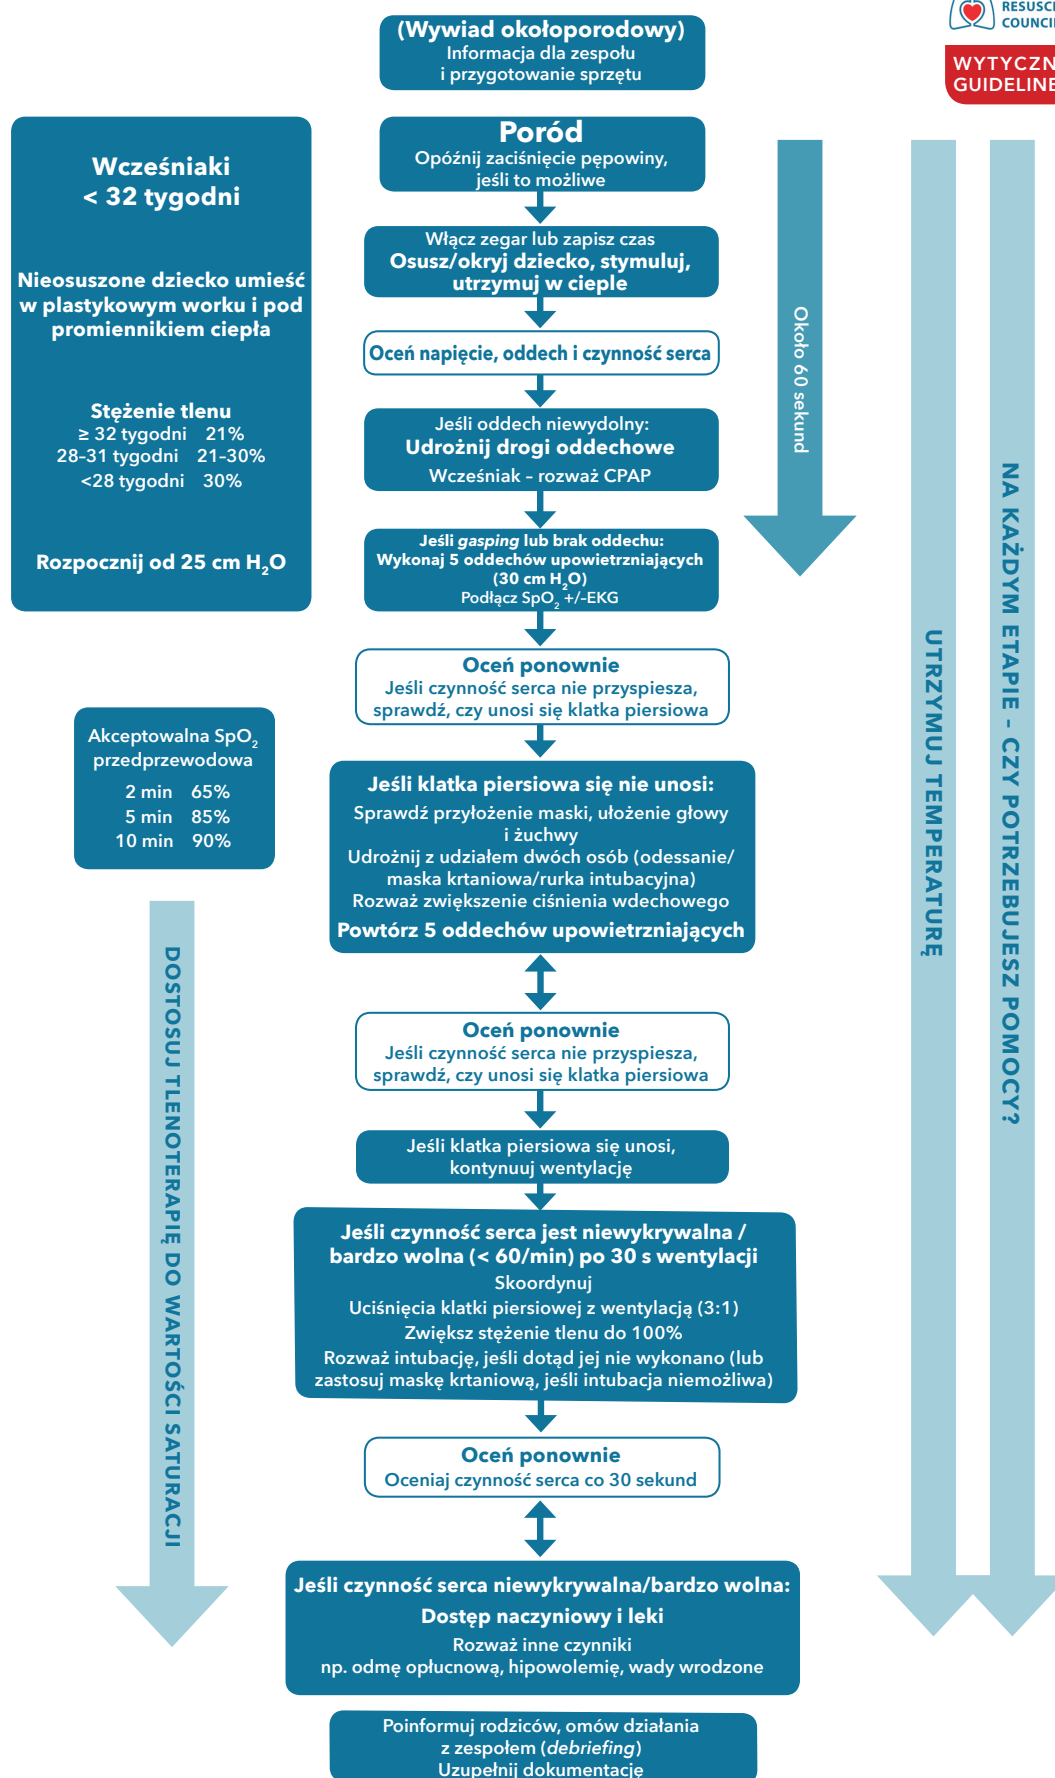 (Wywiad okołoporodowy)
Informacja dla zespołu
i przygotowanie sprzętu
COUNCIL
WYTYCZN
GUIDELINE
Wcześniaki
< 32 tygodni
Nieosuszone dziecko umieść
w plastykowym worku i pod
promiennikiem ciepła
Stężenie tlenu
≥ 32 tygodni 21%
28–31 tygodni 21–30%
<28 tygodni 30%
Rozpocznij od 25 cm H₂O
Poród
Opóźnij zaciśnięcie pępowiny,
jeśli to możliwe
Włącz zegar lub zapisz czas
Osusz/okryj dziecko, stymuluj,
utrzymuj w cieple
Oceń napięcie, oddech i czynność serca
Jeśli oddech niewydolny:
Udrożnij drogi oddechowe
Wcześniak – rozważ CPAP
Jeśli gasping lub brak oddechu:
Wykonaj 5 oddechów upowietrzniających
(30 cm H₂O)
Podłącz SpO₂ +/–EKG
Oceń ponownie
Jeśli czynność serca nie przyspiesza,
sprawdź, czy unosi się klatka piersiowa
Około 60 sekund
Akceptowalna SpO₂
przedprzewodowa
2 min 65%
5 min 85%
10 min 90%
Jeśli klatka piersiowa się nie unosi:
Sprawdź przyłożenie maski, ułożenie głowy
i żuchwy
Udrożnij z udziałem dwóch osób (odessanie/
maska krtaniowa/rurka intubacyjna)
Rozważ zwiększenie ciśnienia wdechowego
Powtórz 5 oddechów upowietrzniających
Oceń ponownie
Jeśli czynność serca nie przyspiesza,
sprawdź, czy unosi się klatka piersiowa
Jeśli klatka piersiowa się unosi,
kontynuuj wentylację
Jeśli czynność serca jest niewykrywalna /
bardzo wolna (< 60/min) po 30 s wentylacji
Skoordynuj
Uciśnięcia klatki piersiowej z wentylacją (3:1)
Zwiększ stężenie tlenu do 100%
Rozważ intubację, jeśli dotąd jej nie wykonano (lub
zastosuj maskę krtaniową, jeśli intubacja niemożliwa)
Oceń ponownie
Oceniaj czynność serca co 30 sekund
Jeśli czynność serca niewykrywalna/bardzo wolna:
Dostęp naczyniowy i leki
Rozważ inne czynniki
np. odmę opłucnową, hipowolemię, wady wrodzone
Poinformuj rodziców, omów działania
z zespołem (debriefing)
Uzupełnij dokumentację
DOSTOSUJ TLENOTERAPIĘ DO WARTOŚCI SATURACJI
UTRZYMUJ TEMPERATURĘ
NA KAŻDYM ETAPIE – CZY POTRZEBUJESZ POMOCY?